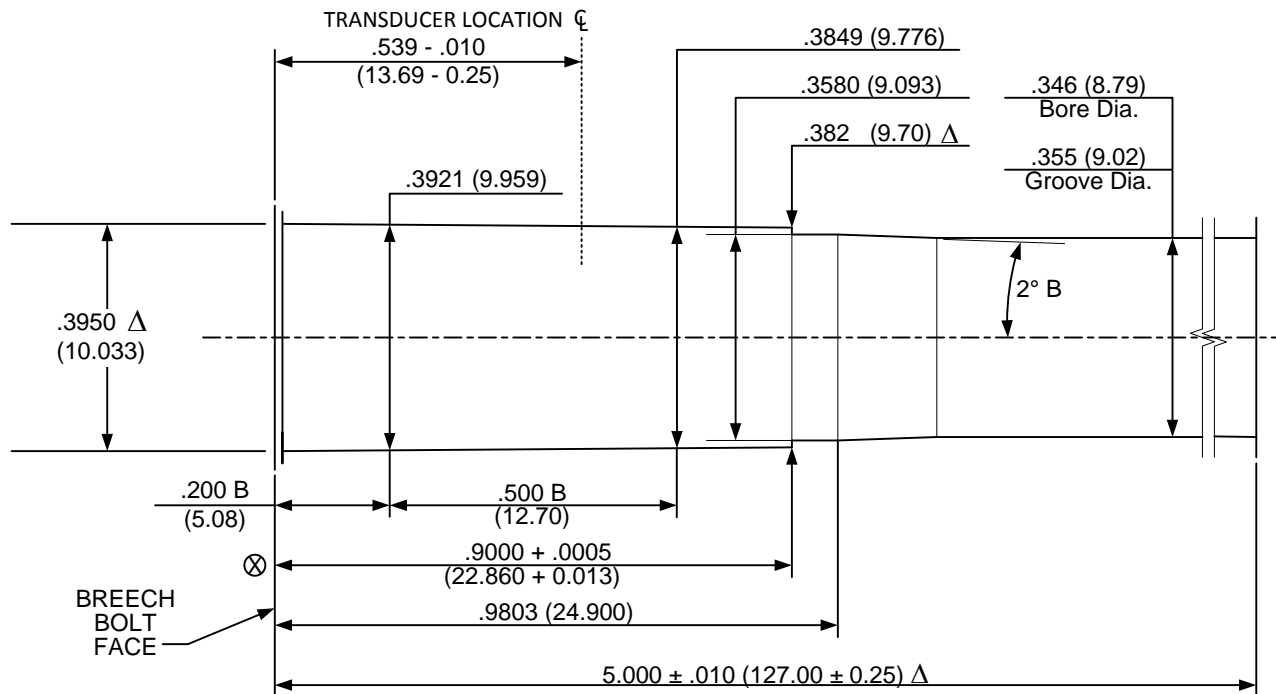 TRANSDUCER LOCATION ℄
.539 - .010
(13.69 - 0.25)
.3849 (9.776)
.3580 (9.093)
.346 (8.79)
Bore Dia.
.382 (9.70) Δ
.355 (9.02)
Groove Dia.
.3921 (9.959)
2° B
.3950 Δ
(10.033)
.200 B
(5.08)
.500 B
(12.70)
.9000 + .0005
(22.860 + 0.013)
BREECH
BOLT
FACE
.9803 (24.900)
5.000 ± .010 (127.00 ± 0.25) Δ